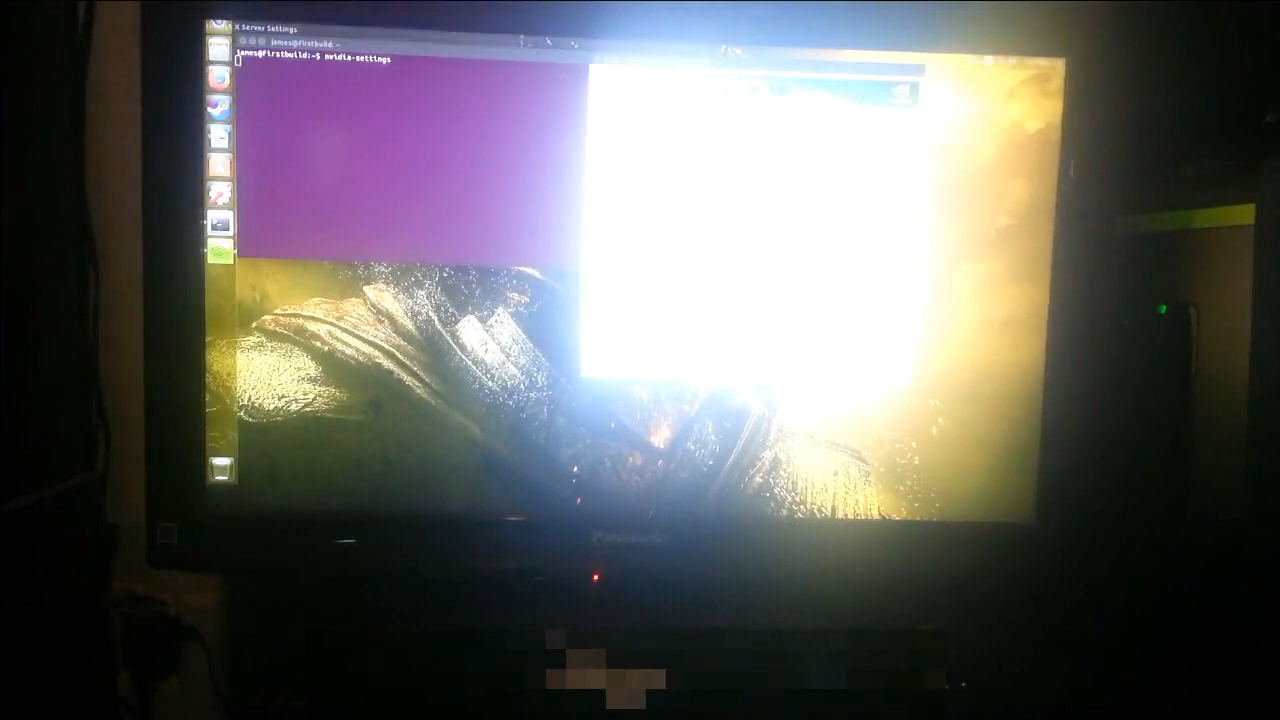 X Server Settings
james@firstbuild: ~
james@firstbuild:~$ nvidia-settings
Panasonic